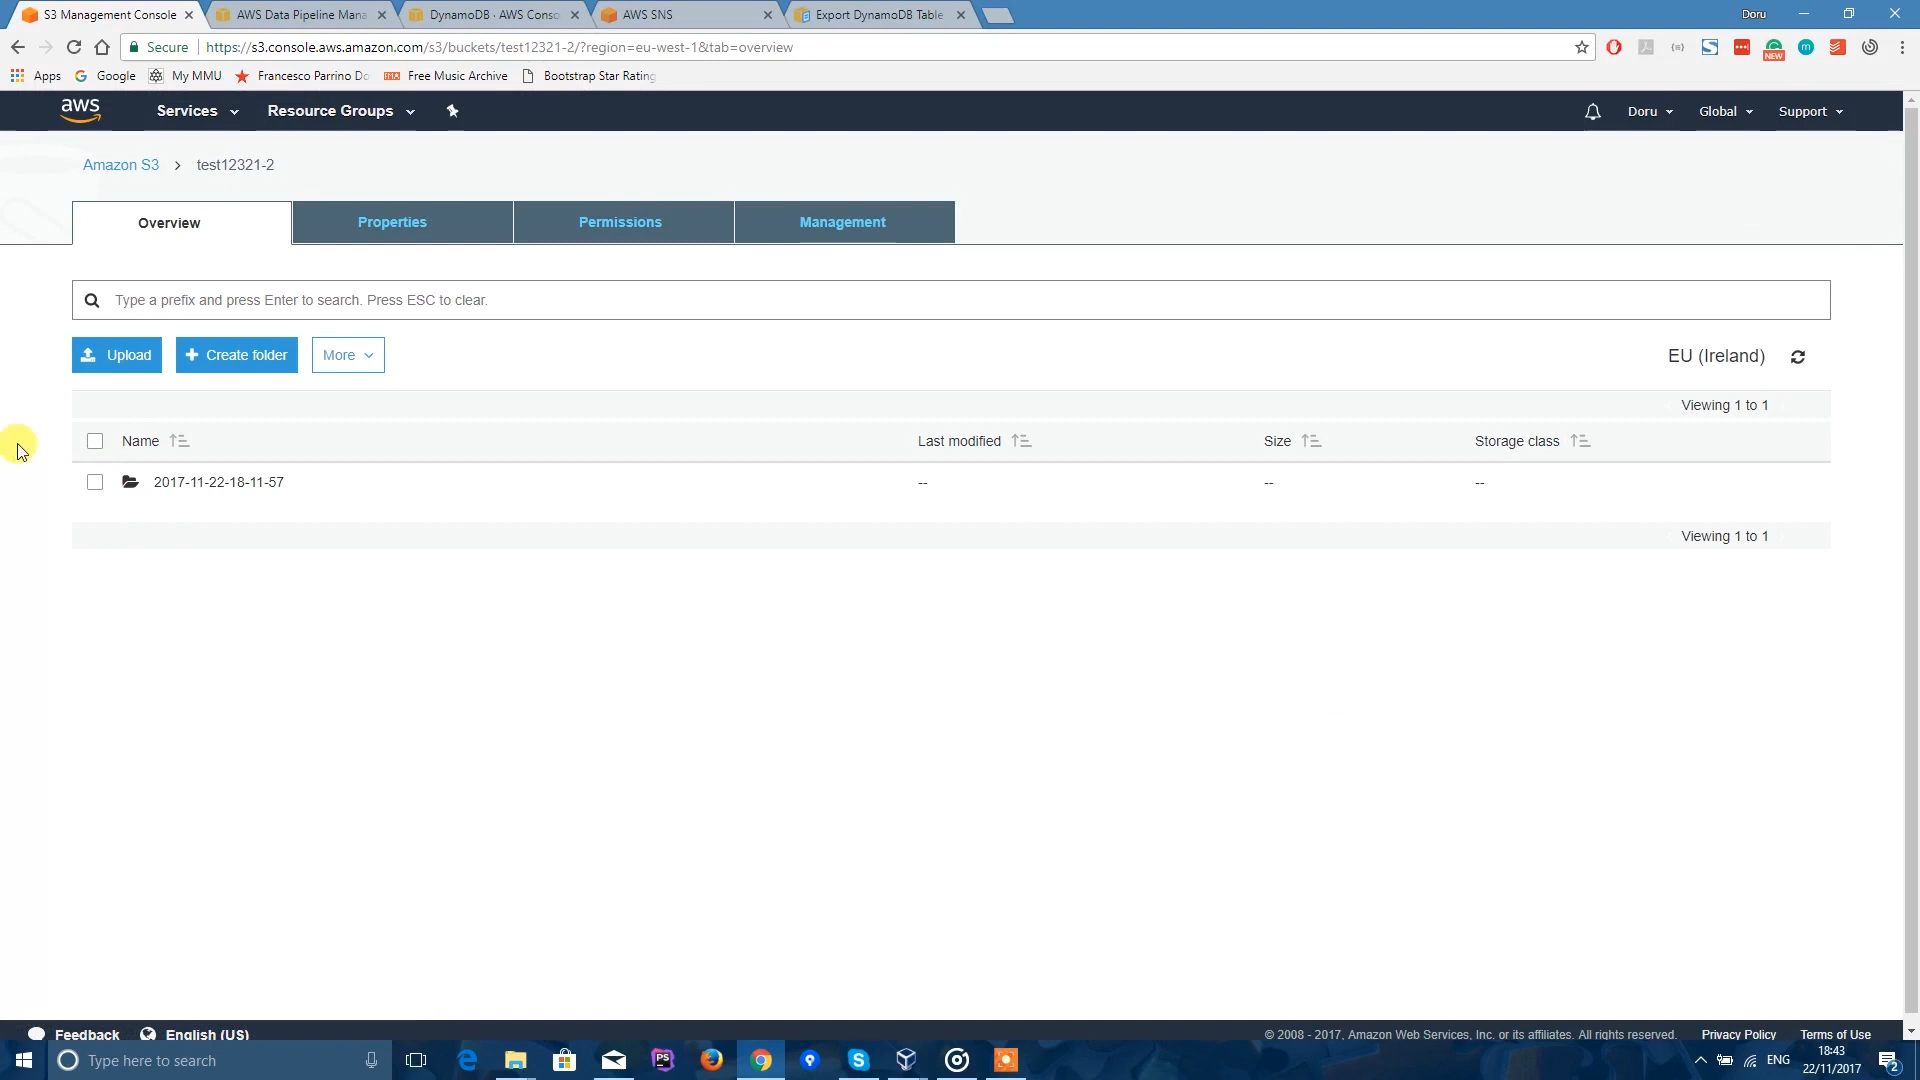 S3 Management Console
AWS Data Pipeline Mana
DynamoDB · AWS Conso
AWS SNS
Export DynamoDB Table
Doru
Secure
https://s3.console.aws.amazon.com/s3/buckets/test12321-2/?region=eu-west-1&tab=overview
NEW
Apps
Google
My MMU
Francesco Parrino Do
Free Music Archive
Bootstrap Star Rating
aws
Services
Resource Groups
Doru
Global
Support
Amazon S3 > test12321-2
Overview
Properties
Permissions
Management
Type a prefix and press Enter to search. Press ESC to clear.
Upload
Create folder
More
EU (Ireland)
Viewing 1 to 1
Name
Last modified
Size
Storage class
2017-11-22-18-11-57
--
--
--
Viewing 1 to 1
Feedback
English (US)
© 2008 - 2017, Amazon Web Services, Inc. or its affiliates. All rights reserved.
Privacy Policy
Terms of Use
Type here to search
PS
ENG
18:43
22/11/2017
2